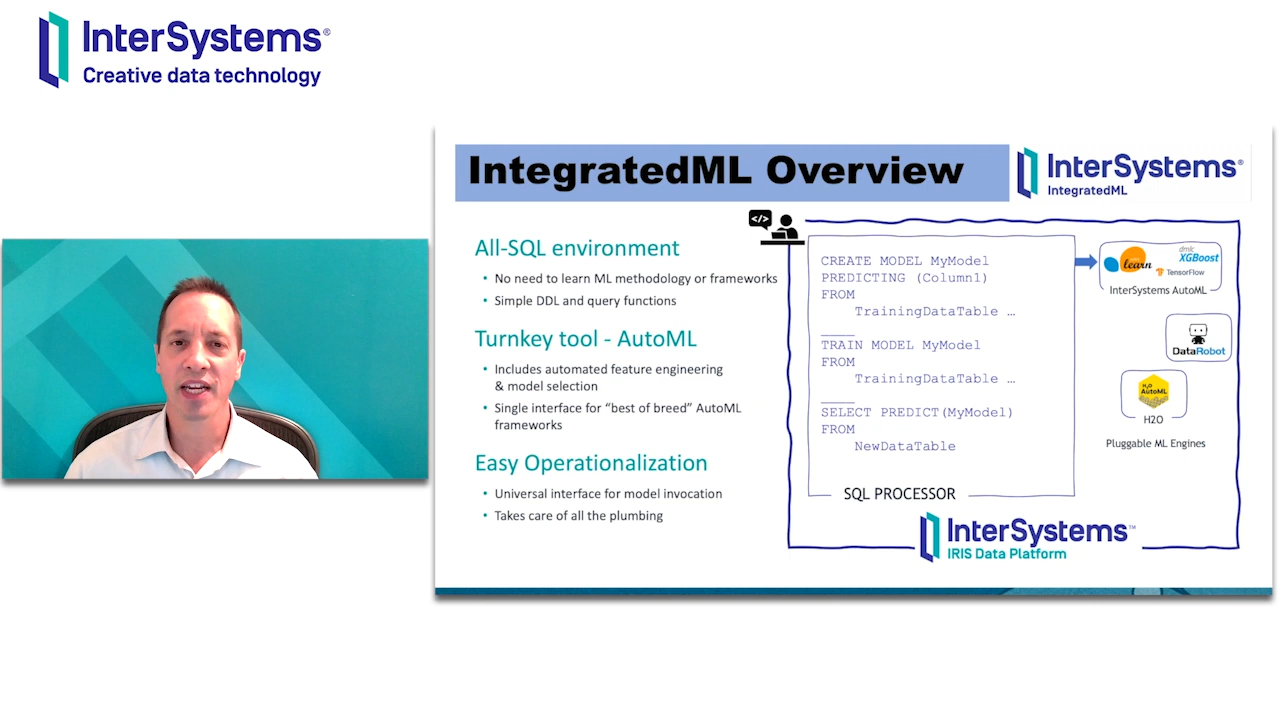 InterSystems®
Creative data technology
IntegratedML Overview
InterSystems®
IntegratedML
All-SQL environment
• No need to learn ML methodology or frameworks
• Simple DDL and query functions
Turnkey tool - AutoML
• Includes automated feature engineering
& model selection
• Single interface for “best of breed” AutoML
frameworks
Easy Operationalization
• Universal interface for model invocation
• Takes care of all the plumbing
</>
CREATE MODEL MyModel
PREDICTING (Column1)
FROM
TrainingDataTable …
____
TRAIN MODEL MyModel
FROM
TrainingDataTable …
____
SELECT PREDICT(MyModel)
FROM
NewDataTable
SQL PROCESSOR
learn
dmlc
XGBoost
TensorFlow
InterSystems AutoML
DataRobot
H2O
AutoML
H2O
Pluggable ML Engines
InterSystems™
IRIS Data Platform